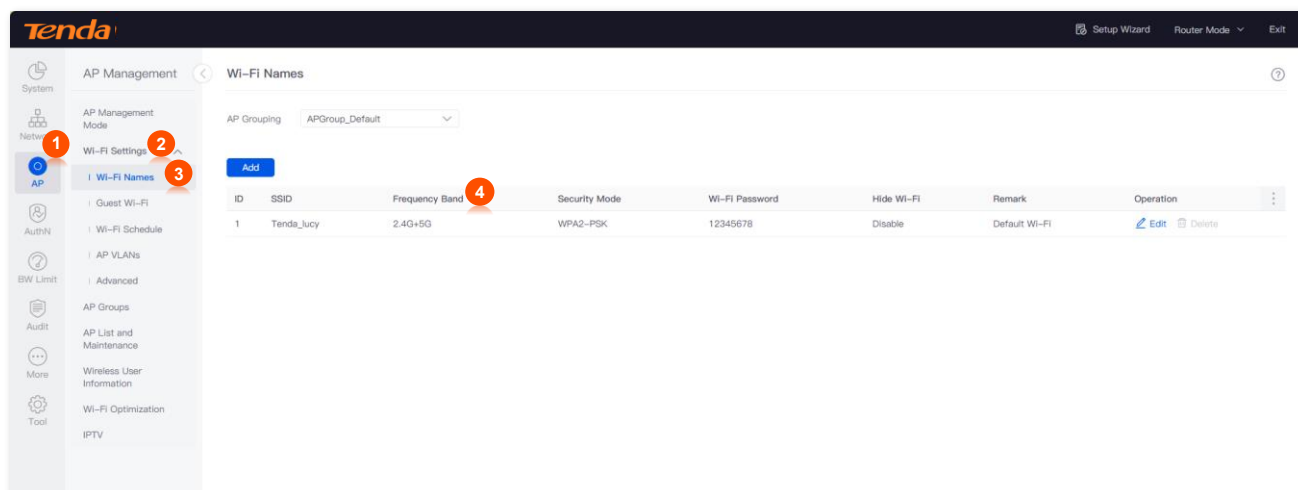 Tenda
Setup Wizard Router Mode Exit
System
Network
AP
AuthN
BW Limit
Audit
More
Tool
AP Management
AP Management
Mode
Wi-Fi Settings
Wi-Fi Names
Guest Wi-Fi
Wi-Fi Schedule
AP VLANs
Advanced
AP Groups
AP List and
Maintenance
Wireless User
Information
Wi-Fi Optimization
IPTV
1
2
3
4
Wi-Fi Names
?
AP Grouping APGroup_Default
Add
ID SSID Frequency Band Security Mode Wi-Fi Password Hide Wi-Fi Remark Operation
1 Tenda_lucy 2.4G+5G WPA2-PSK 12345678 Disable Default Wi-Fi Edit Delete